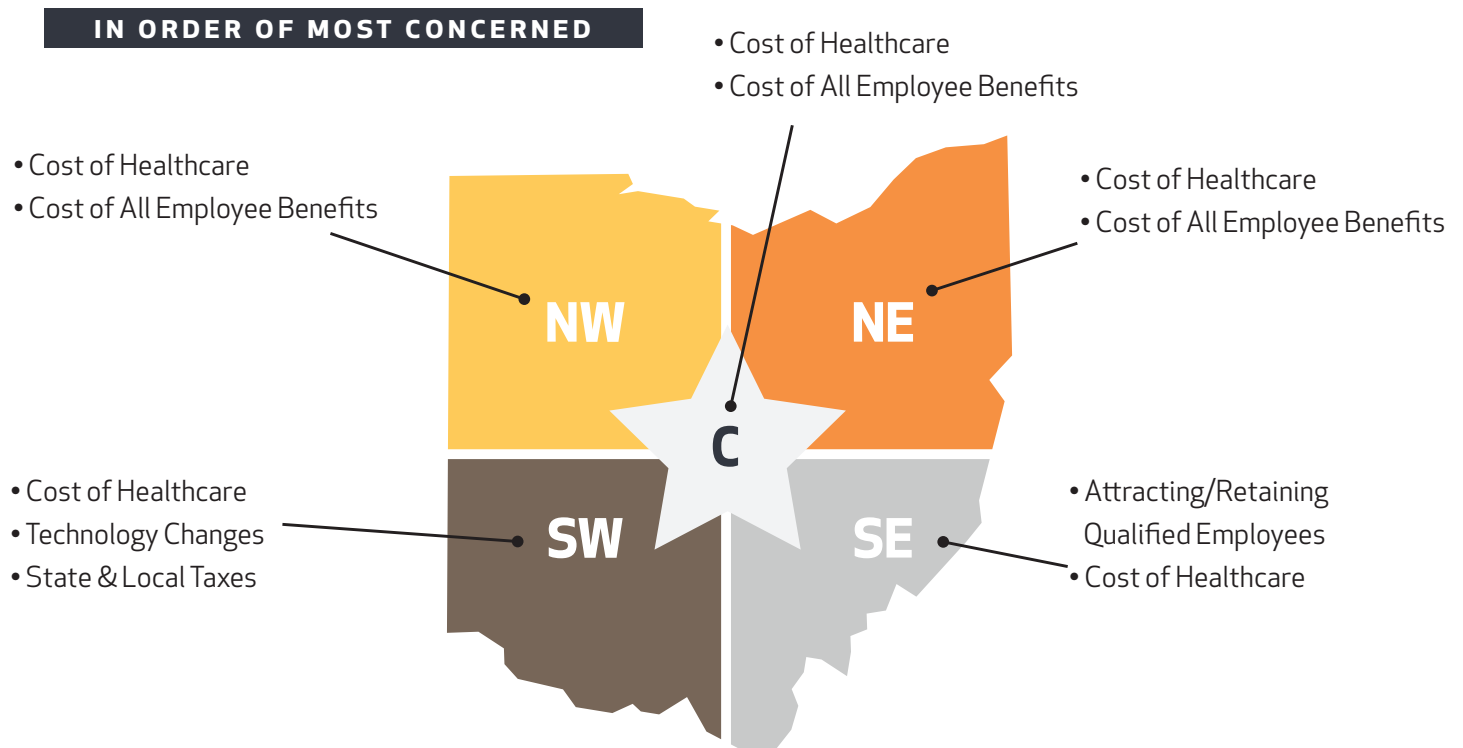 IN ORDER OF MOST CONCERNED
• Cost of Healthcare
• Cost of All Employee Benefits
• Cost of Healthcare
• Cost of All Employee Benefits
• Cost of Healthcare
• Cost of All Employee Benefits
NW
NE
C
• Cost of Healthcare
• Technology Changes
• State & Local Taxes
SW
SE
• Attracting/Retaining
Qualified Employees
• Cost of Healthcare